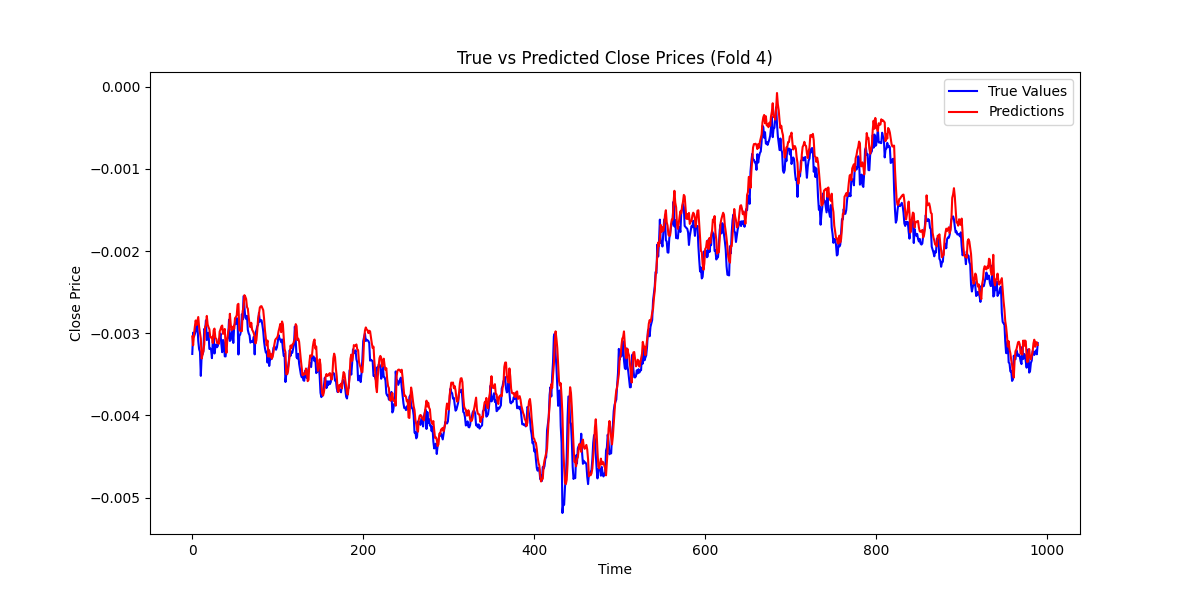 True vs Predicted Close Prices (Fold 4)
True Values
Predictions
0.000
−0.001
−0.002
−0.003
−0.004
−0.005
Close Price
0
200
400
600
800
1000
Time